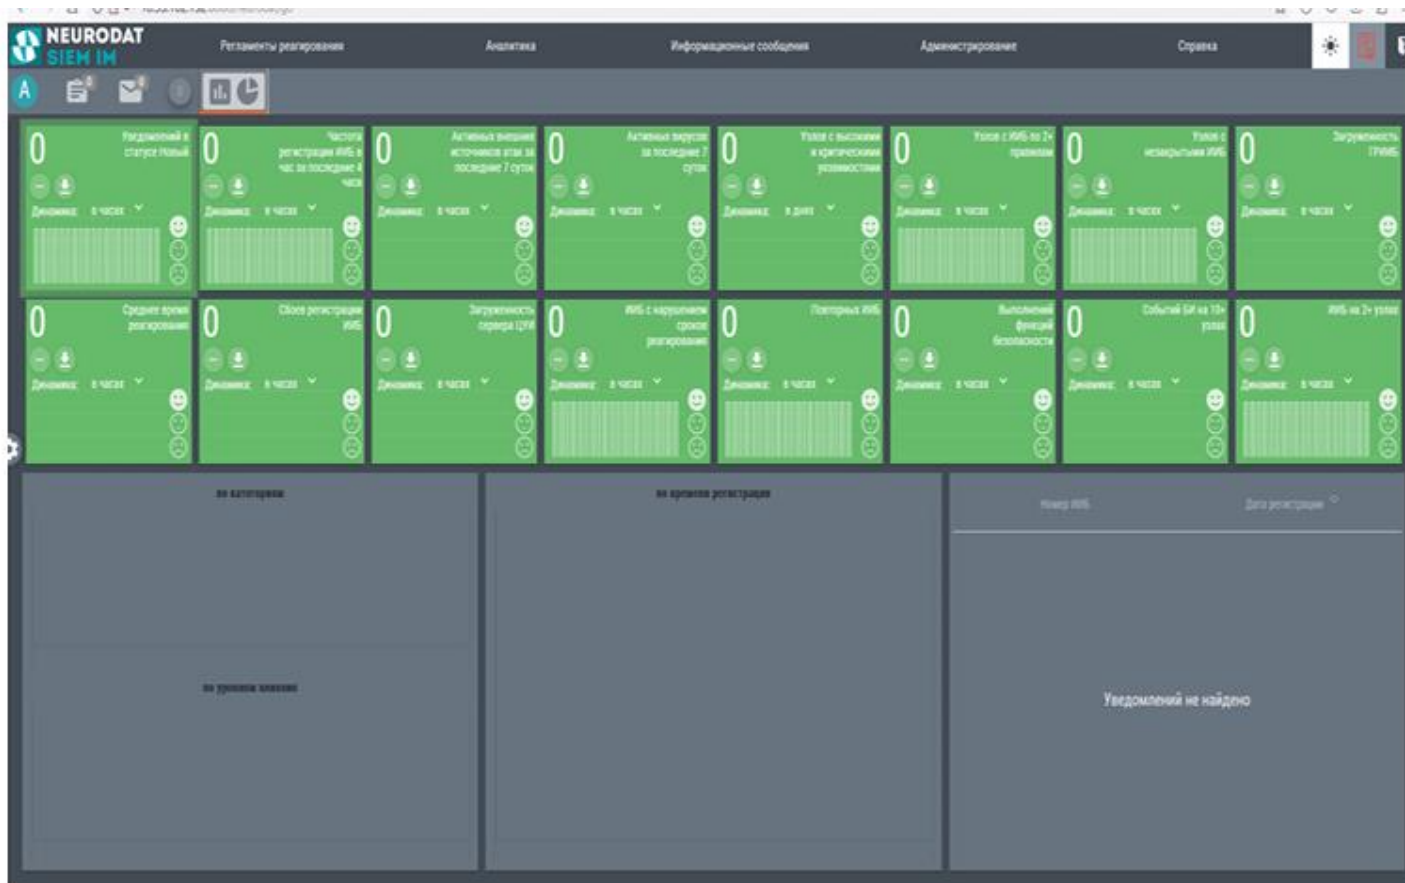 NEURODAT
SIEM IM
Регламенты реагирования
Аналитика
Информационные сообщения
Администрирование
Справка
A
0
0
0
Уведомлений в
статусе Новый
Динамика: в часах
0
Частота
регистрации ИИБ в
час за последние 4
часа
Динамика: в часах
0
Активных внешних
источников атак за
последние 7 суток
Динамика: в часах
0
Активных вирусов
за последние 7
суток
Динамика: в часах
0
Узлов с высокими
и критическими
уязвимостями
Динамика: в днях
0
Узлов с ИИБ по 2+
правилам
Динамика: в часах
0
Узлов с
незакрытыми ИИБ
Динамика: в часах
0
Загруженность
ГРИИБ
Динамика: в часах
0
Среднее время
реагирования
Динамика: в часах
0
Сбоев регистрации
ИИБ
Динамика: в часах
0
Загруженность
сервера ЦУИ
Динамика: в часах
0
ИИБ с нарушением
сроков
реагирования
Динамика: в часах
0
Повторных ИИБ
Динамика: в часах
0
Выполнений
функций
безопасности
Динамика: в часах
0
Событий БИ на 10+
узлах
Динамика: в часах
0
ИИБ на 2+ узлах
Динамика: в часах
по категориям
по уровням влияния
по времени регистрации
Номер ИИБ
Дата регистрации
Уведомлений не найдено